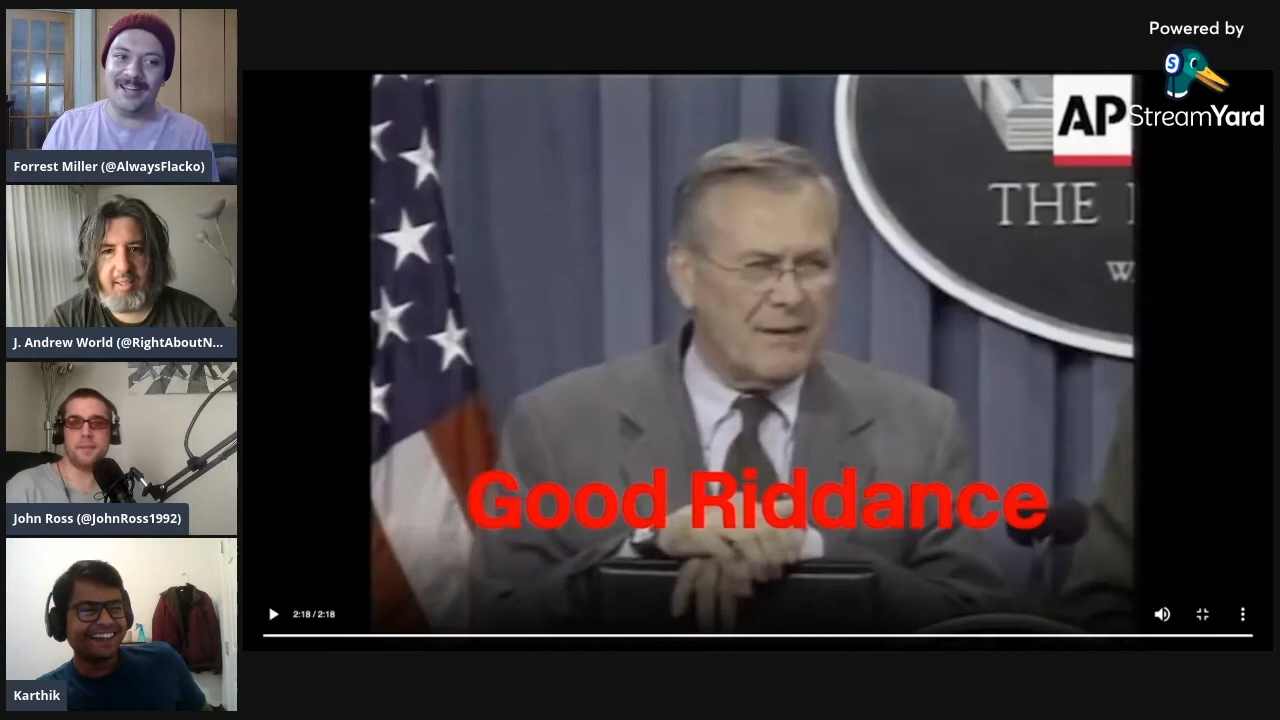 Powered by
S
StreamYard
Forrest Miller (@AlwaysFlacko)
J. Andrew World (@RightAboutN...
John Ross (@JohnRoss1992)
Karthik
AP
THE
W
Good Riddance
2:18 / 2:18